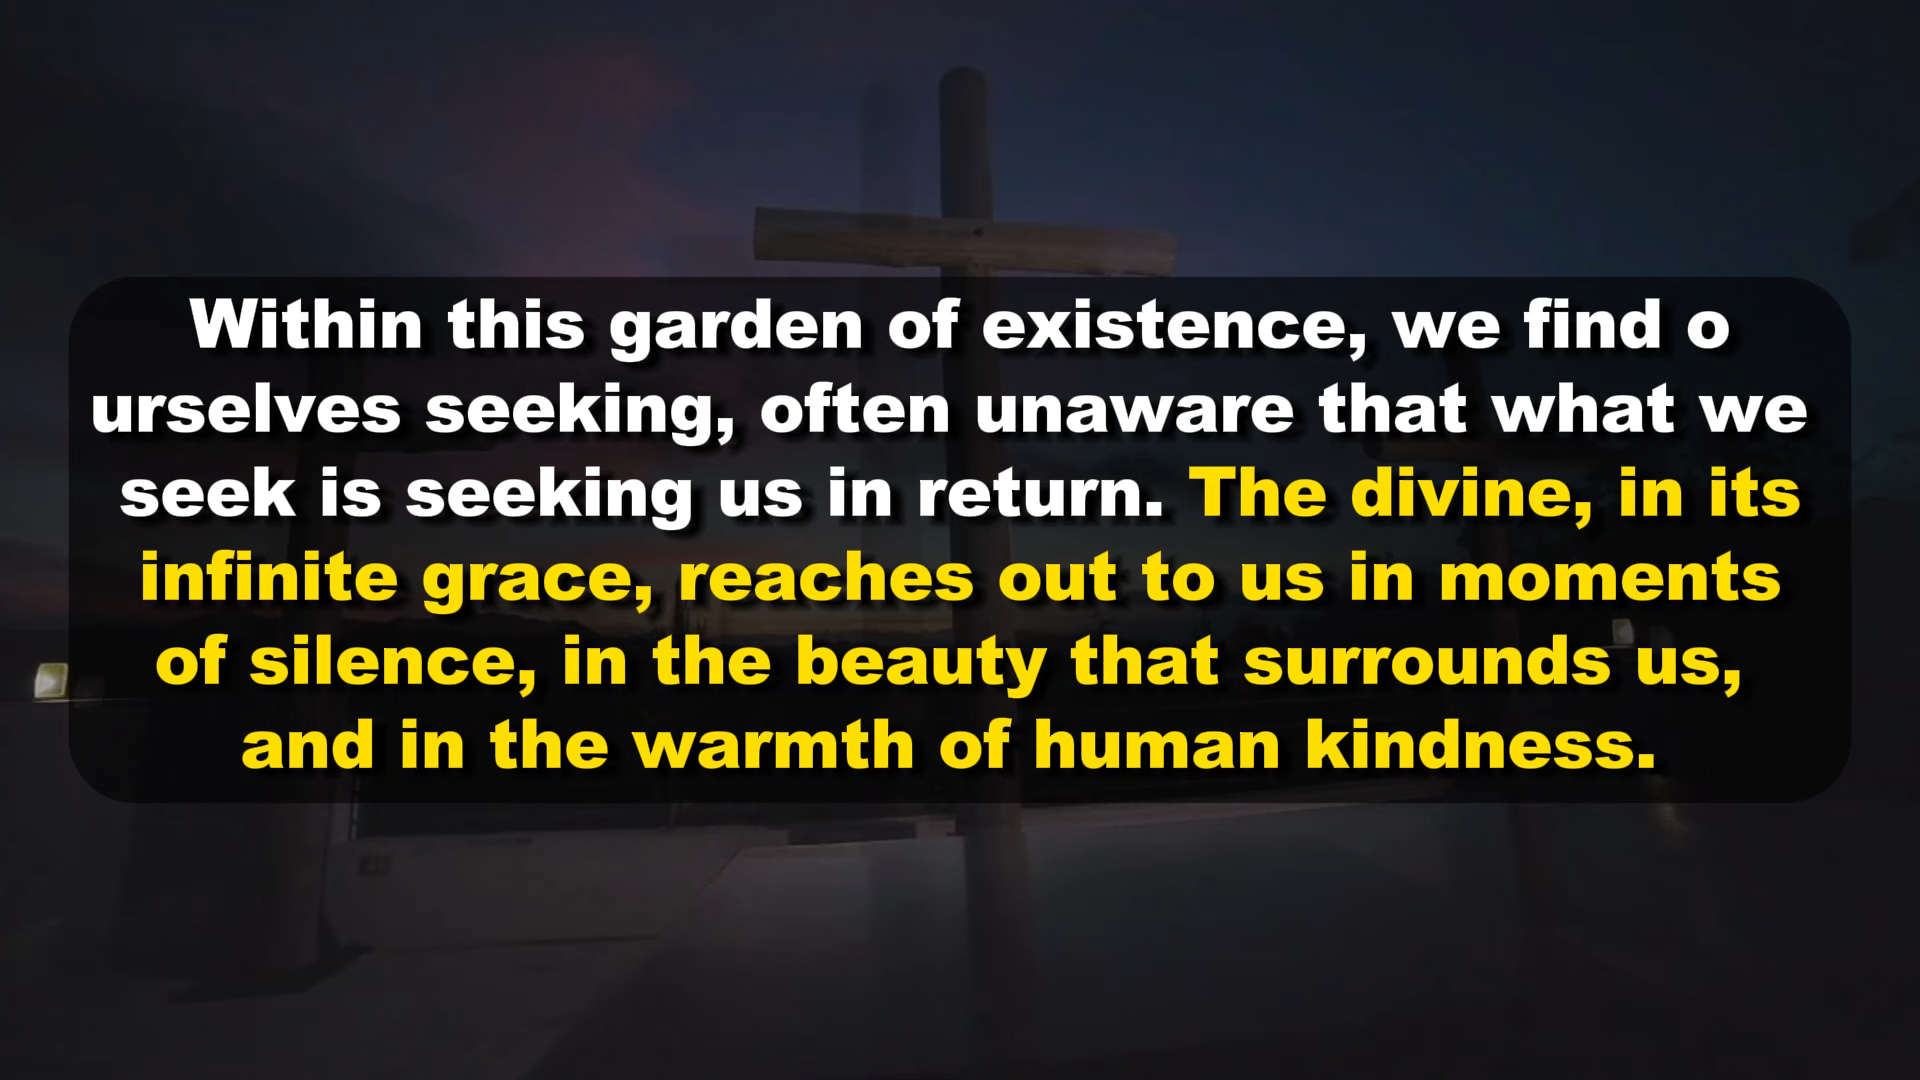 Within this garden of existence, we find o
urselves seeking, often unaware that what we
seek is seeking us in return. The divine, in its
infinite grace, reaches out to us in moments
of silence, in the beauty that surrounds us,
and in the warmth of human kindness.